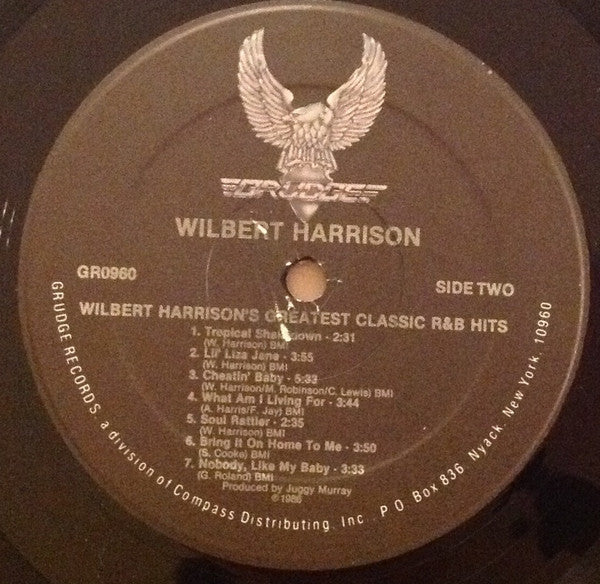 GRUDGE
WILBERT HARRISON
GR0960
SIDE TWO
WILBERT HARRISON'S GREATEST CLASSIC R&B HITS
1. Tropical Shakedown - 2:31
(W. Harrison) BMI
2. Lil' Liza Jane - 3:55
(W. Harrison) BMI
3. Cheatin' Baby - 5:33
(W. Harrison/M. Robinson/C. Lewis) BMI
4. What Am I Living For - 3:44
(A. Harris/F. Jay) BMI
5. Soul Rattler - 2:35
(W. Harrison) BMI
6. Bring It On Home To Me - 3:50
(S. Cooke) BMI
7. Nobody, Like My Baby - 3:33
(G. Roland) BMI
Produced by Juggy Murray
℗ 1986
GRUDGE RECORDS, a division of Compass Distributing, Inc., P.O. Box 836, Nyack, New York, 10960